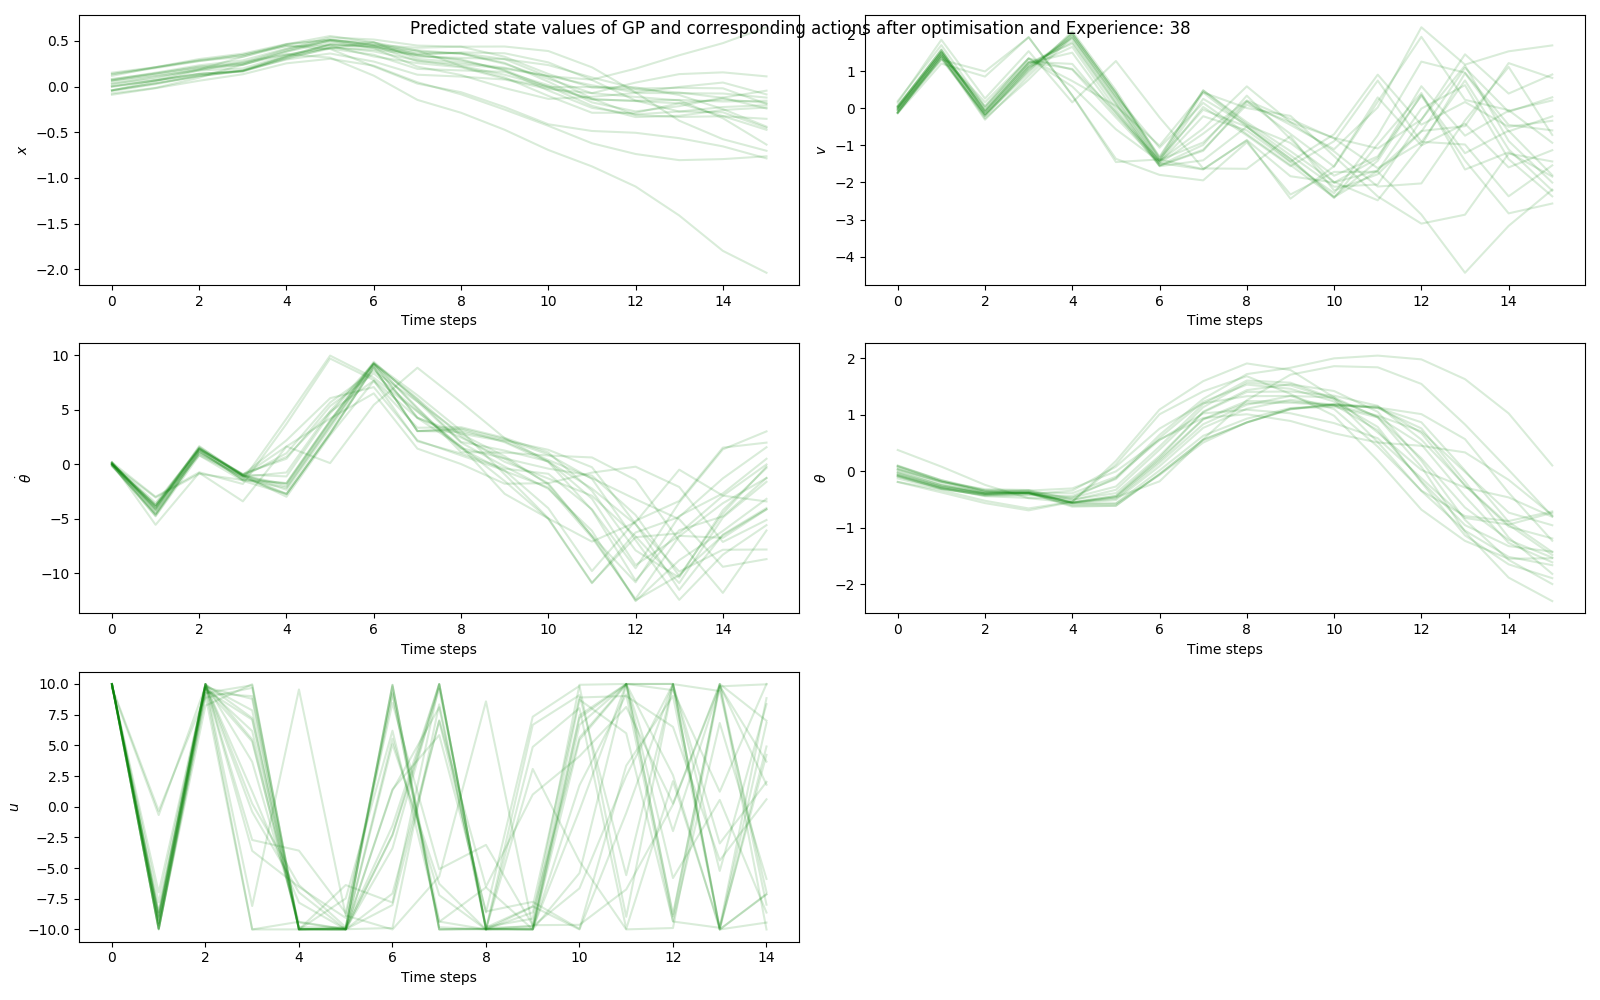 Predicted state values of GP and corresponding actions after optimisation and Experience: 38
0.5
0.0
−0.5
−1.0
−1.5
−2.0
x
0 2 4 6 8 10 12 14
Time steps
2
1
0
−1
−2
−3
−4
v
0 2 4 6 8 10 12 14
Time steps
10
5
0
−5
−10
θ̇
0 2 4 6 8 10 12 14
Time steps
2
1
0
−1
−2
θ
0 2 4 6 8 10 12 14
Time steps
10.0
7.5
5.0
2.5
0.0
−2.5
−5.0
−7.5
−10.0
u
0 2 4 6 8 10 12 14
Time steps